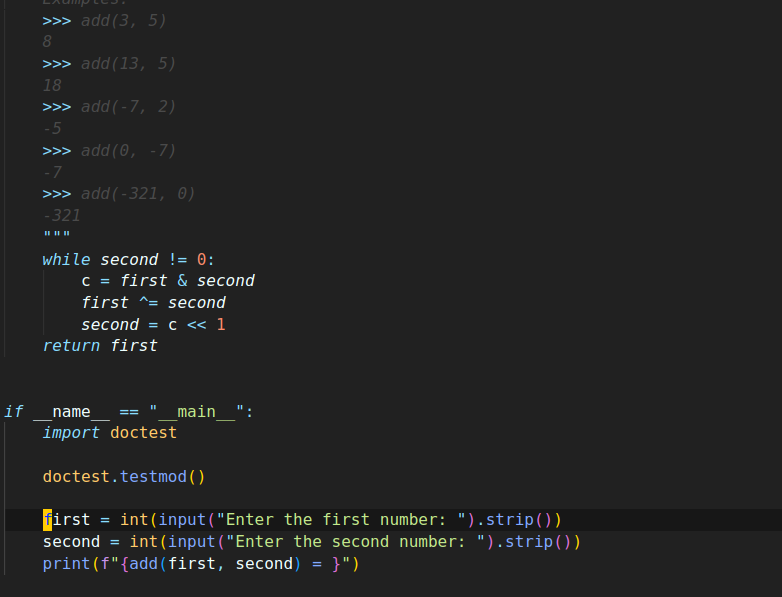 Examples:
>>> add(3, 5)
8
>>> add(13, 5)
18
>>> add(-7, 2)
-5
>>> add(0, -7)
-7
>>> add(-321, 0)
-321
"""
while second != 0:
c = first & second
first ^= second
second = c << 1
return first
if __name__ == "__main__":
import doctest
doctest.testmod()
first = int(input("Enter the first number: ").strip())
second = int(input("Enter the second number: ").strip())
print(f"{add(first, second) = }")